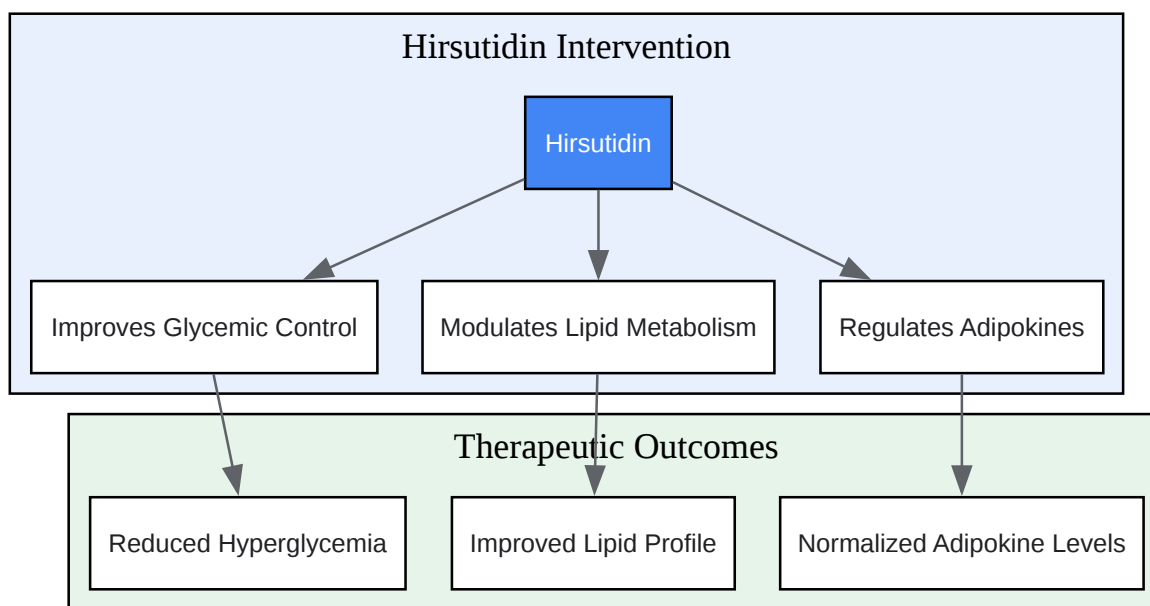 Hirsutidin Intervention
Hirsutidin
Improves Glycemic Control
Modulates Lipid Metabolism
Regulates Adipokines
Therapeutic Outcomes
Reduced Hyperglycemia
Improved Lipid Profile
Normalized Adipokine Levels